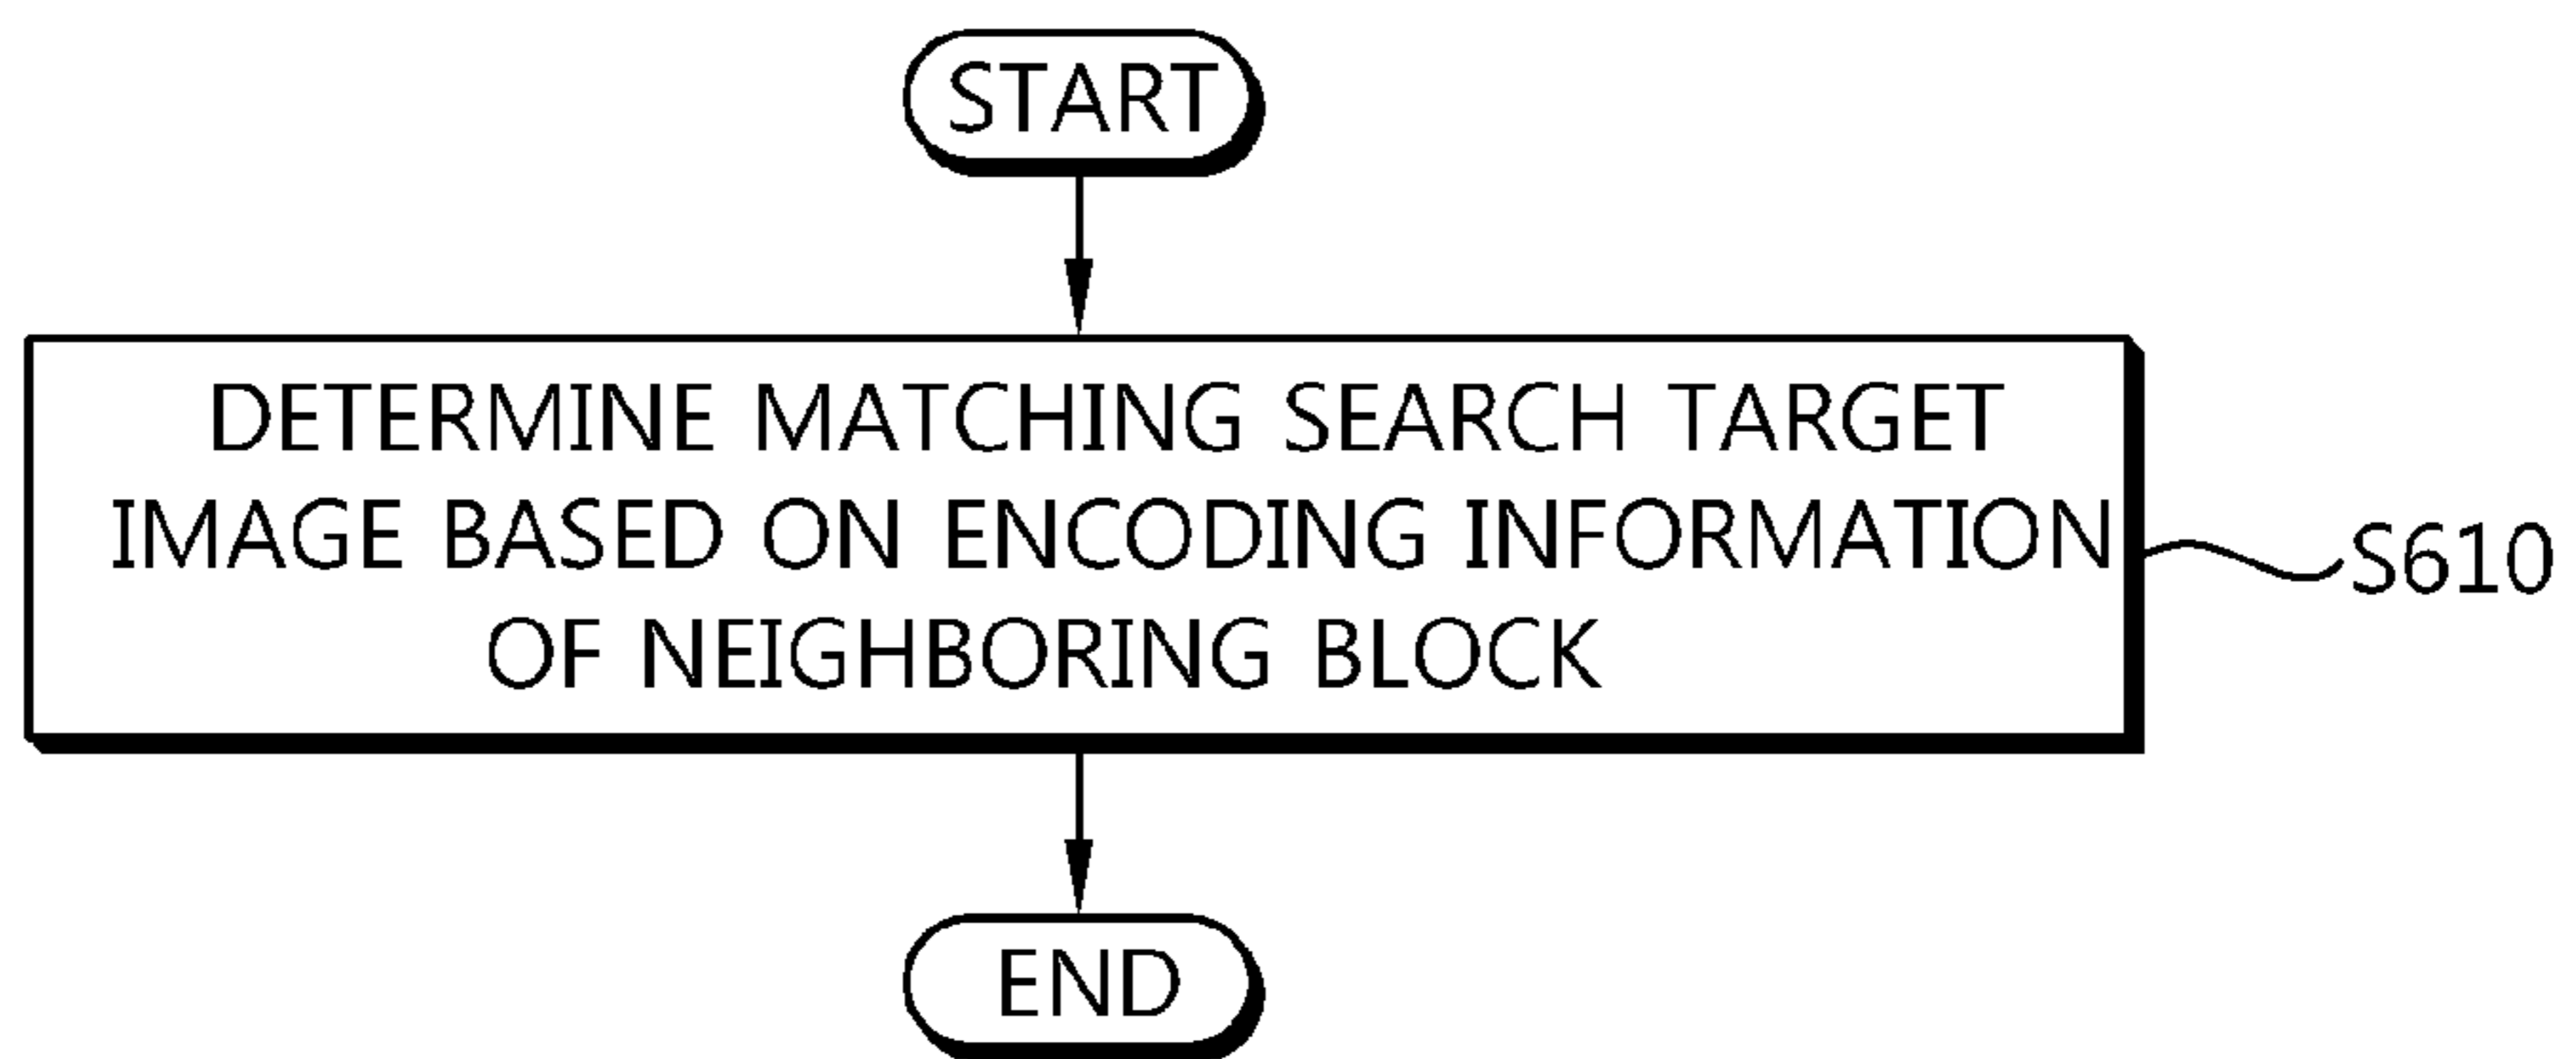 START
DETERMINE MATCHING SEARCH TARGET
IMAGE BASED ON ENCODING INFORMATION
OF NEIGHBORING BLOCK
S610
END